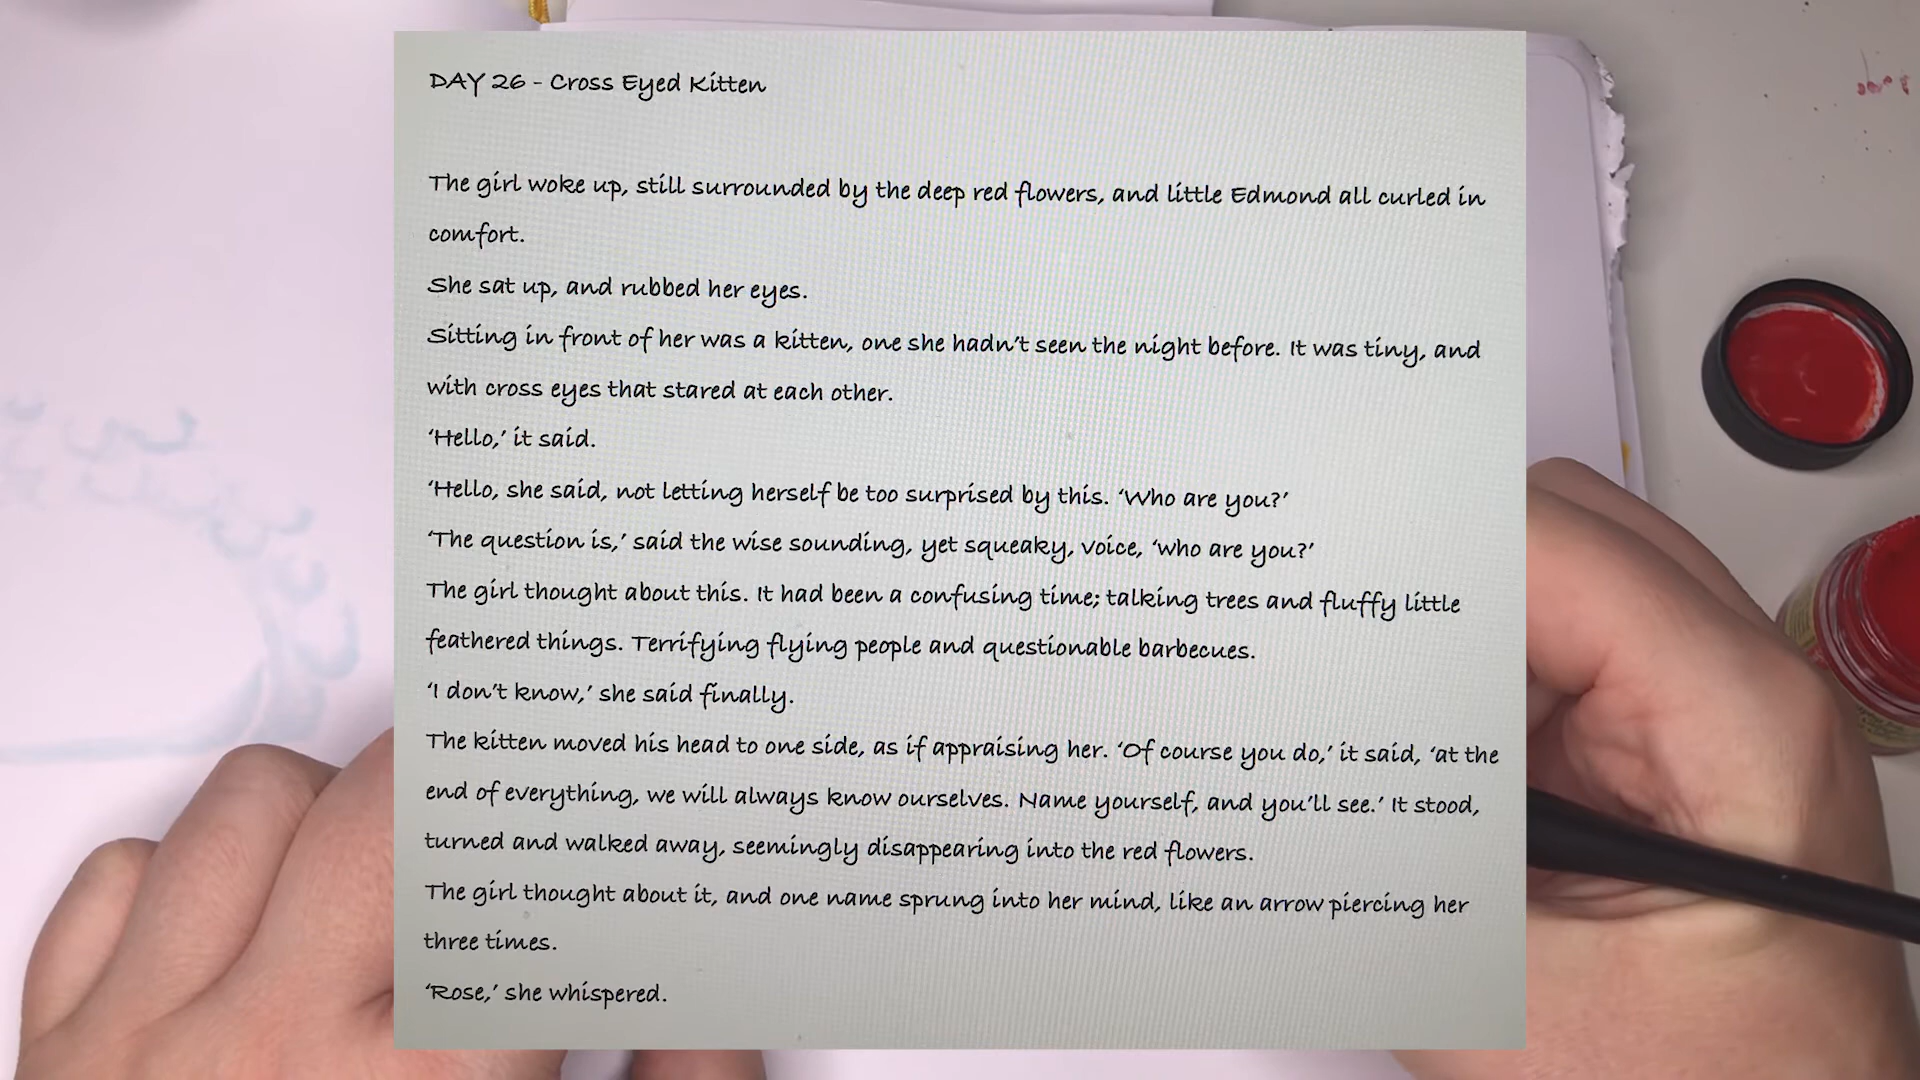 DAY 26 - Cross Eyed Kitten
The girl woke up, still surrounded by the deep red flowers, and little Edmond all curled in
comfort.
She sat up, and rubbed her eyes.
Sitting in front of her was a kitten, one she hadn't seen the night before. It was tiny, and
with cross eyes that stared at each other.
'Hello,' it said.
'Hello, she said, not letting herself be too surprised by this. 'Who are you?'
'The question is,' said the wise sounding, yet squeaky, voice, 'who are you?'
The girl thought about this. It had been a confusing time; talking trees and fluffy little
feathered things. Terrifying flying people and questionable barbecues.
'I don't know,' she said finally.
The kitten moved his head to one side, as if appraising her. 'Of course you do,' it said, 'at the
end of everything, we will always know ourselves. Name yourself, and you'll see.' It stood,
turned and walked away, seemingly disappearing into the red flowers.
The girl thought about it, and one name sprung into her mind, like an arrow piercing her
three times.
'Rose,' she whispered.